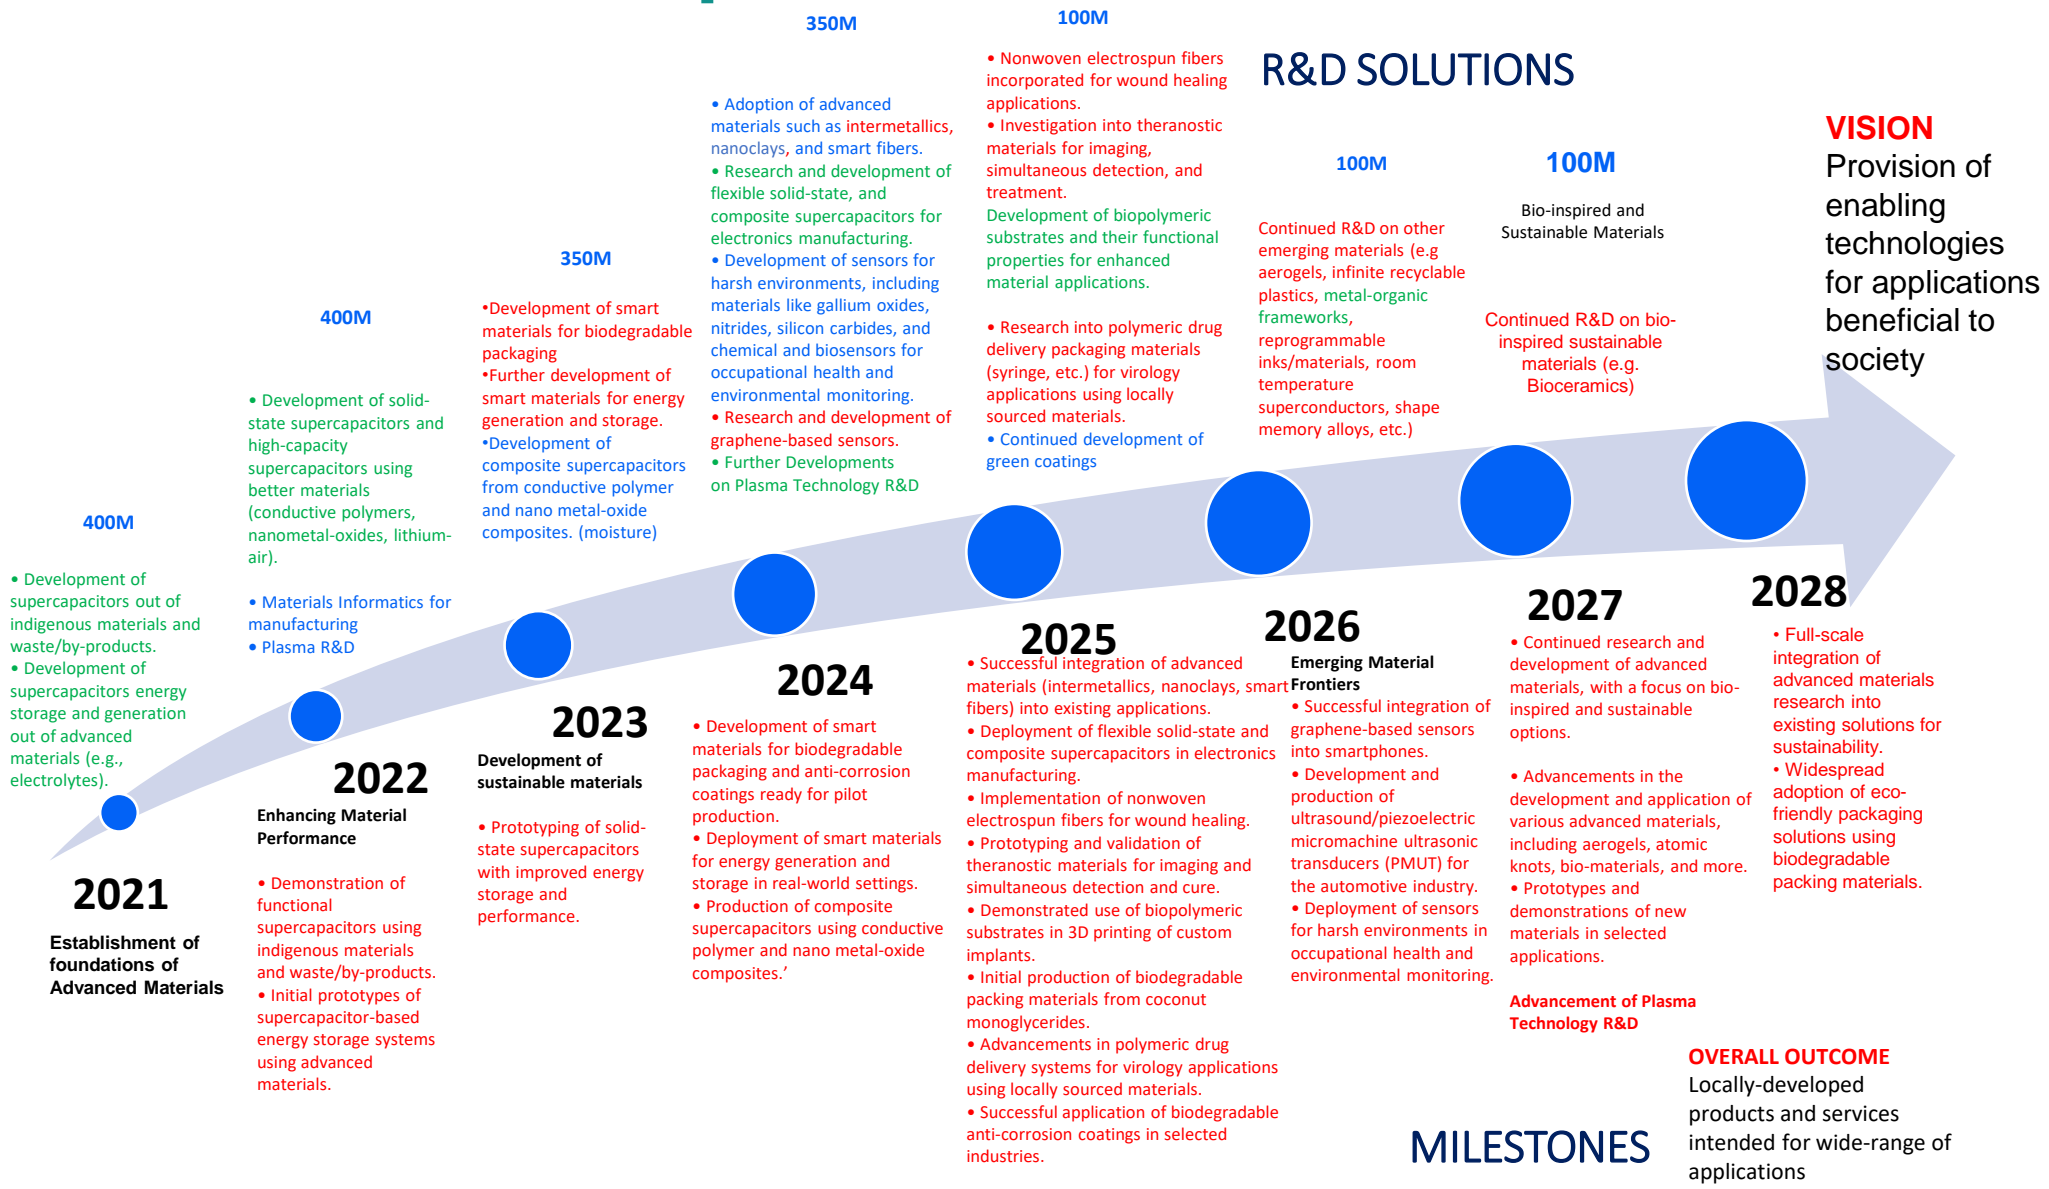 R&D SOLUTIONS
400M
• Development of
supercapacitors out of
indigenous materials and
waste/by-products.
• Development of
supercapacitors energy
storage and generation
out of advanced
materials (e.g.,
electrolytes).
400M
• Development of solid-
state supercapacitors and
high-capacity
supercapacitors using
better materials
(conductive polymers,
nanometal-oxides, lithium-
air).
• Materials Informatics for
manufacturing
• Plasma R&D
350M
•Development of smart
materials for biodegradable
packaging
•Further development of
smart materials for energy
generation and storage.
•Development of
composite supercapacitors
from conductive polymer
and nano metal-oxide
composites. (moisture)
350M
• Adoption of advanced
materials such as intermetallics,
nanoclays, and smart fibers.
• Research and development of
flexible solid-state, and
composite supercapacitors for
electronics manufacturing.
• Development of sensors for
harsh environments, including
materials like gallium oxides,
nitrides, silicon carbides, and
chemical and biosensors for
occupational health and
environmental monitoring.
• Research and development of
graphene-based sensors.
• Further Developments
on Plasma Technology R&D
100M
• Nonwoven electrospun fibers
incorporated for wound healing
applications.
• Investigation into theranostic
materials for imaging,
simultaneous detection, and
treatment.
Development of biopolymeric
substrates and their functional
properties for enhanced
material applications.
• Research into polymeric drug
delivery packaging materials
(syringe, etc.) for virology
applications using locally
sourced materials.
• Continued development of
green coatings
100M
Continued R&D on other
emerging materials (e.g
aerogels, infinite recyclable
plastics, metal-organic
frameworks,
reprogrammable
inks/materials, room
temperature
superconductors, shape
memory alloys, etc.)
100M
Bio-inspired and
Sustainable Materials
Continued R&D on bio-
inspired sustainable
materials (e.g.
Bioceramics)
VISION
Provision of
enabling
technologies
for applications
beneficial to
society
2021
Establishment of
foundations of
Advanced Materials
2022
Enhancing Material
Performance
• Demonstration of
functional
supercapacitors using
indigenous materials
and waste/by-products.
• Initial prototypes of
supercapacitor-based
energy storage systems
using advanced
materials.
2023
Development of
sustainable materials
• Prototyping of solid-
state supercapacitors
with improved energy
storage and
performance.
2024
• Development of smart
materials for biodegradable
packaging and anti-corrosion
coatings ready for pilot
production.
• Deployment of smart materials
for energy generation and
storage in real-world settings.
• Production of composite
supercapacitors using conductive
polymer and nano metal-oxide
composites.’
2025
• Successful integration of advanced
materials (intermetallics, nanoclays, smart
fibers) into existing applications.
• Deployment of flexible solid-state and
composite supercapacitors in electronics
manufacturing.
• Implementation of nonwoven
electrospun fibers for wound healing.
• Prototyping and validation of
theranostic materials for imaging and
simultaneous detection and cure.
• Demonstrated use of biopolymeric
substrates in 3D printing of custom
implants.
• Initial production of biodegradable
packing materials from coconut
monoglycerides.
• Advancements in polymeric drug
delivery systems for virology applications
using locally sourced materials.
• Successful application of biodegradable
anti-corrosion coatings in selected
industries.
2026
Emerging Material
Frontiers
• Successful integration of
graphene-based sensors
into smartphones.
• Development and
production of
ultrasound/piezoelectric
micromachine ultrasonic
transducers (PMUT) for
the automotive industry.
• Deployment of sensors
for harsh environments in
occupational health and
environmental monitoring.
2027
• Continued research and
development of advanced
materials, with a focus on bio-
inspired and sustainable
options.
• Advancements in the
development and application of
various advanced materials,
including aerogels, atomic
knots, bio-materials, and more.
• Prototypes and
demonstrations of new
materials in selected
applications.
Advancement of Plasma
Technology R&D
2028
• Full-scale
integration of
advanced materials
research into
existing solutions for
sustainability.
• Widespread
adoption of eco-
friendly packaging
solutions using
biodegradable
packing materials.
MILESTONES
OVERALL OUTCOME
Locally-developed
products and services
intended for wide-range of
applications